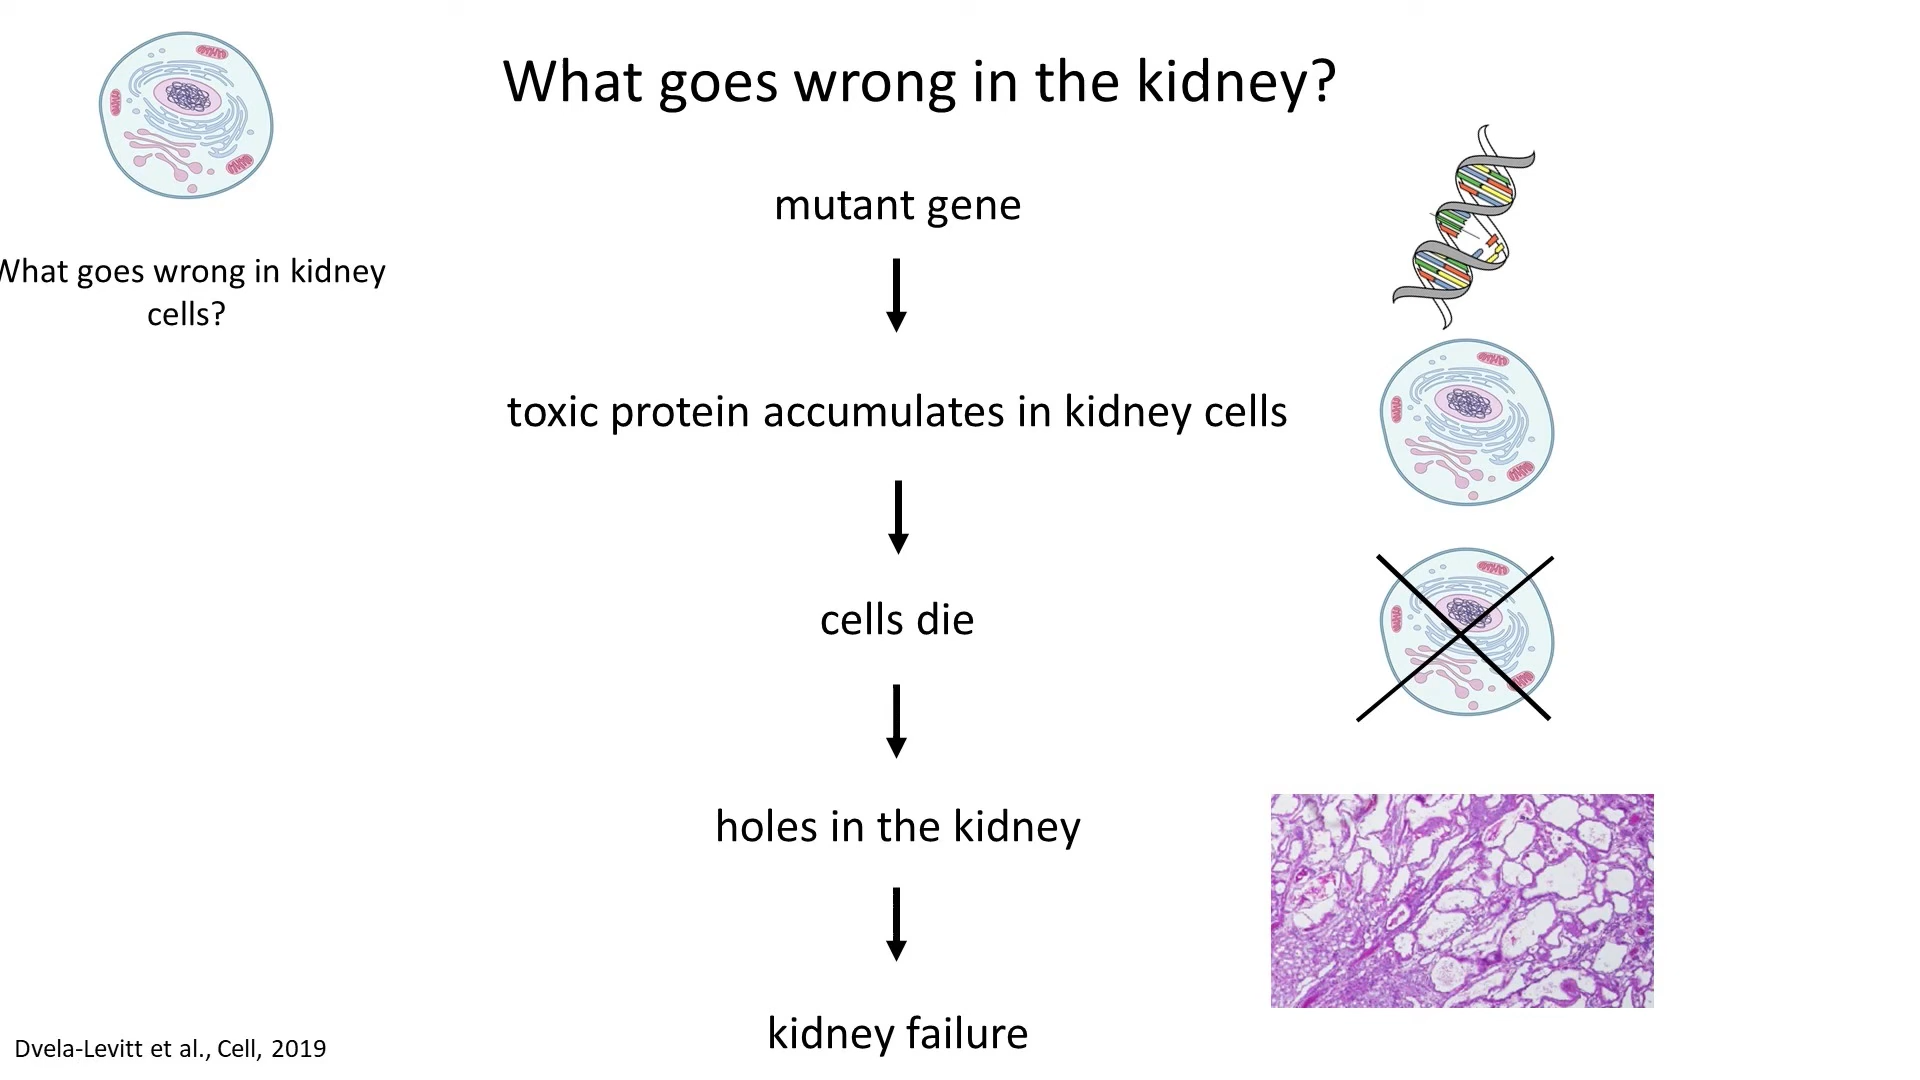 What goes wrong in the kidney?
What goes wrong in kidney
cells?
mutant gene
toxic protein accumulates in kidney cells
cells die
holes in the kidney
kidney failure
Dvela-Levitt et al., Cell, 2019